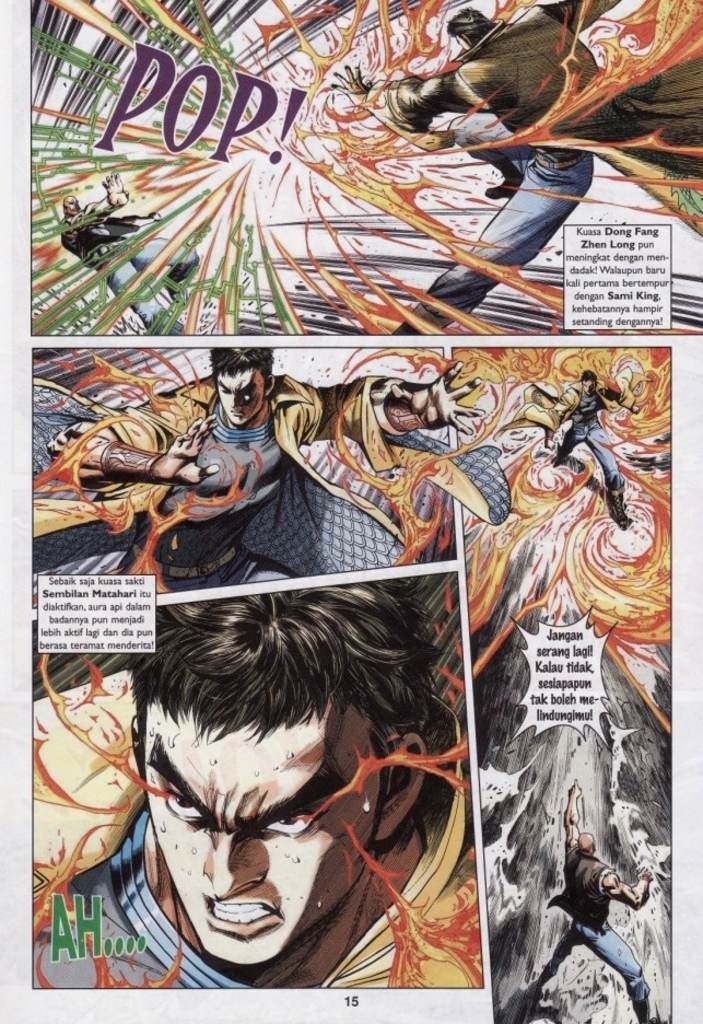 POP!
Kuasa Dong Fang
Zhen Long pun
meningkat dengan men-
dadak! Walaupun baru
kali pertama bertempur
dengan Sami King,
kehebatannya hampir
setanding dengannya!
Sebaik saja kuasa sakti
Sembilan Matahari itu
diaktifkan, aura api dalam
badannya pun menjadi
lebih aktif lagi dan dia pun
berasa teramat menderita!
Jangan
serang lagi!
Kalau tidak,
sesiapapun
tak boleh me-
lindungimu!
AH....
15